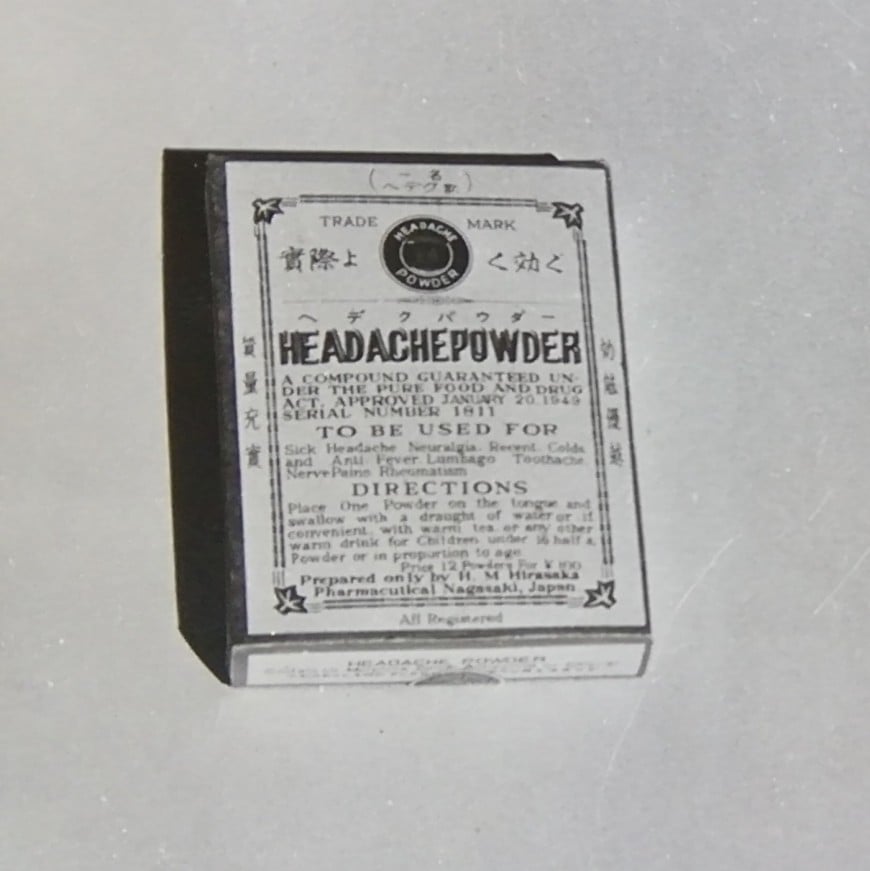 (一名
ヘデク散)
TRADE MARK
HEADACHE
POWDER
實際よく効く
ヘデクパウダー
HEADACHEPOWDER
A COMPOUND GUARANTEED UN-
DER THE PURE FOOD AND DRUG
ACT. APPROVED JANUARY 20.1949
SERIAL NUMBER 1811
TO BE USED FOR
Sick Headache Neuralgia. Recent. Colds
and Anti Fever Lumbago Toothache
Nerve Pains Rheumatism
DIRECTIONS
Place One Powder on the tongue and
swallow with a draught of water or if
convenient. with warm tea. or any other
warm drink for Children under 16 half a
Powder or in proportion to age
Price 12 Powders For ¥ 100
Prepared only by H. M Hirasaka
Pharmacutical Nagasaki, Japan
All Registered
質量充實
HEADACHE POWDER